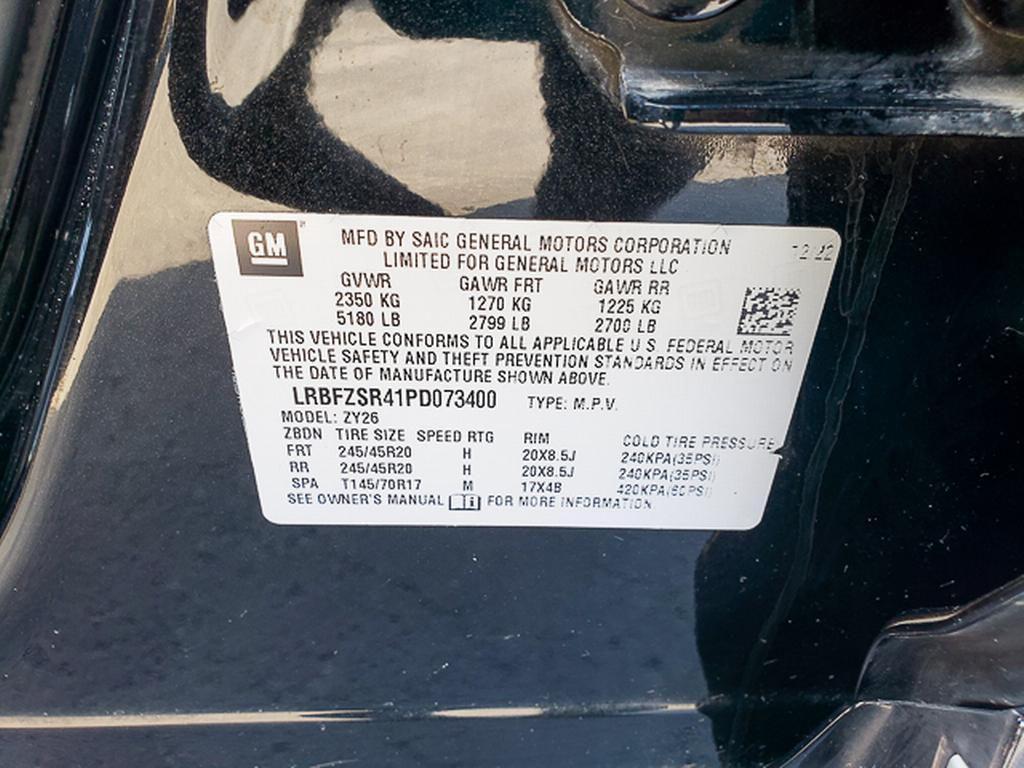 GM
MFD BY SAIC GENERAL MOTORS CORPORATION
LIMITED FOR GENERAL MOTORS LLC
GVWR GAWR FRT GAWR RR
2350 KG 1270 KG 1225 KG
5180 LB 2799 LB 2700 LB
THIS VEHICLE CONFORMS TO ALL APPLICABLE U.S. FEDERAL MOTOR
VEHICLE SAFETY AND THEFT PREVENTION STANDARDS IN EFFECT ON
THE DATE OF MANUFACTURE SHOWN ABOVE.
LRBFZSR41PD073400 TYPE: M.P.V.
MODEL: ZY26
ZBDN TIRE SIZE SPEED RTG RIM COLD TIRE PRESSURE
FRT 245/45R20 H 20X8.5J 240KPA(35PSI)
RR 245/45R20 H 20X8.5J 240KPA(35PSI)
SPA T145/70R17 M 17X4B 420KPA(60PSI)
SEE OWNER'S MANUAL FOR MORE INFORMATION